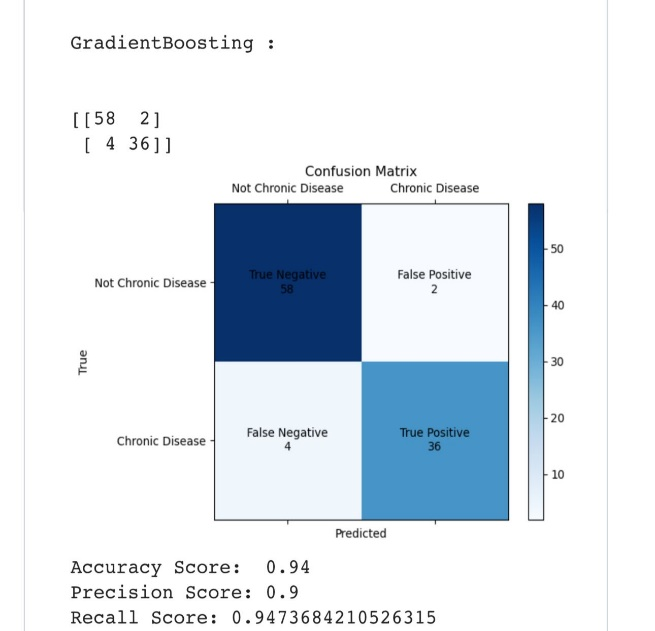 GradientBoosting :
[[58  2]
 [ 4 36]]
Confusion Matrix
Not Chronic Disease Chronic Disease
True Negative
58
False Positive
2
Not Chronic Disease
50
40
30
20
10
True
False Negative
4
True Positive
36
Chronic Disease
Predicted
Accuracy Score:  0.94
Precision Score: 0.9
Recall Score: 0.9473684210526315